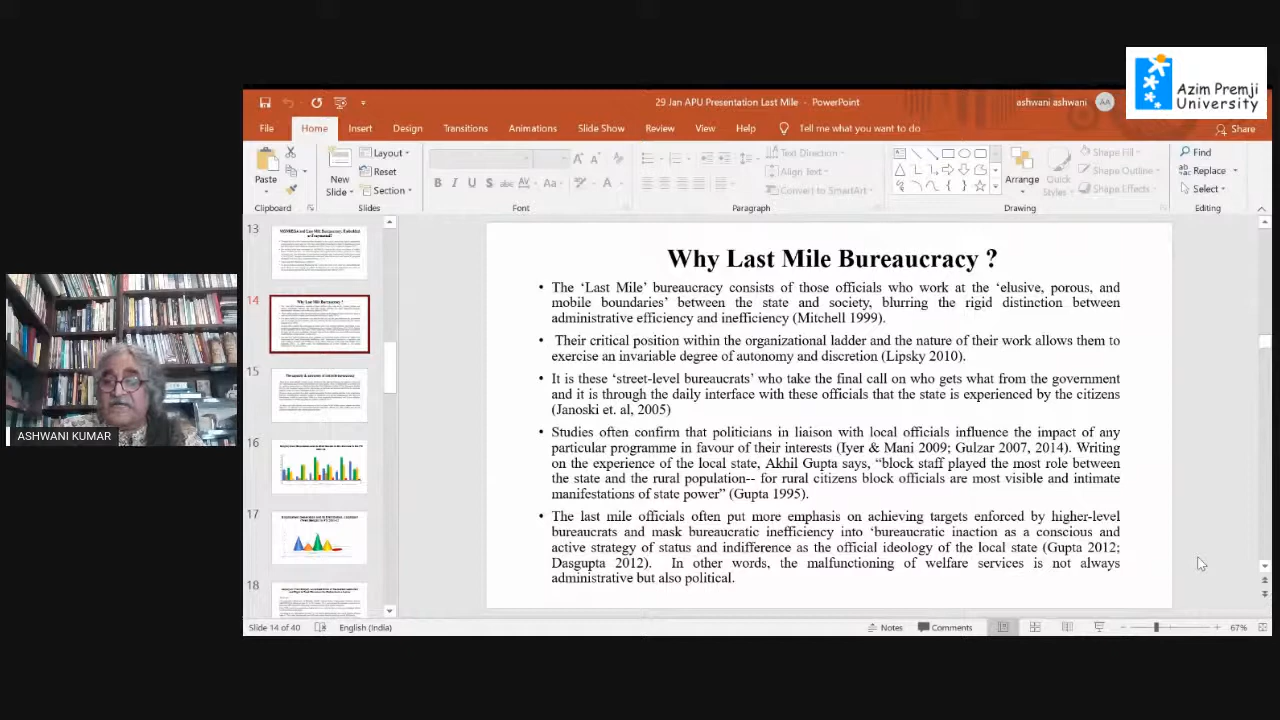 Azim Premji
University
29 Jan APU Presentation Last Mile - PowerPoint
ashwani ashwani
AA
File Home Insert Design Transitions Animations Slide Show Review View Help Tell me what you want to do
Share
Paste
Clipboard
New
Slide
Layout
Reset
Section
Slides
B I U S abc AV Aa A
Font
Text Direction
Align Text
Convert to SmartArt
Paragraph
Arrange
Quick
Styles
Shape Fill
Shape Outline
Shape Effects
Drawing
Find
Replace
Select
Editing
13
14
Why Last Mile Bureaucracy ?
15
16
17
18
Why Last Mile Bureaucracy ?
• The ‘Last Mile’ bureaucracy consists of those officials who work at the ‘elusive, porous, and
mobile boundaries’ between the state and society, blurring the rigid distinction between
administrative efficiency and legitimacy (Mitchell 1999).
• Their critical position within the organizational ladder and the nature of their work allows them to
exercise an invariable degree of autonomy and discretion (Lipsky 2010).
• It is these ‘street-level bureaucrats’ who take the final call on who gets what from the government
and it is through the daily interface with these officials that the state is experienced by the citizens
(Janoski et. al, 2005)
• Studies often confirm that politicians in liaison with local officials influence the impact of any
particular programme in favour of their interests (Iyer & Mani 2009; Gulzar 2007, 2014). Writing
on the experience of the local state, Akhil Gupta says, “block staff played the most role between
the state and the rural population-- for rural citizens block officials are most visible and intimate
manifestations of state power” (Gupta 1995).
• The last mile officials often put more emphasis on achieving targets enforced by higher-level
bureaucrats and mask bureaucratic inefficiency into ‘bureaucratic inaction as a conscious and
active strategy of status and indifference as the official ideology of the local state (Gupta 2012;
Dasgupta 2012). In other words, the malfunctioning of welfare services is not always
administrative but also political.
ASHWANI KUMAR
Slide 14 of 40 English (India) Notes Comments 67%